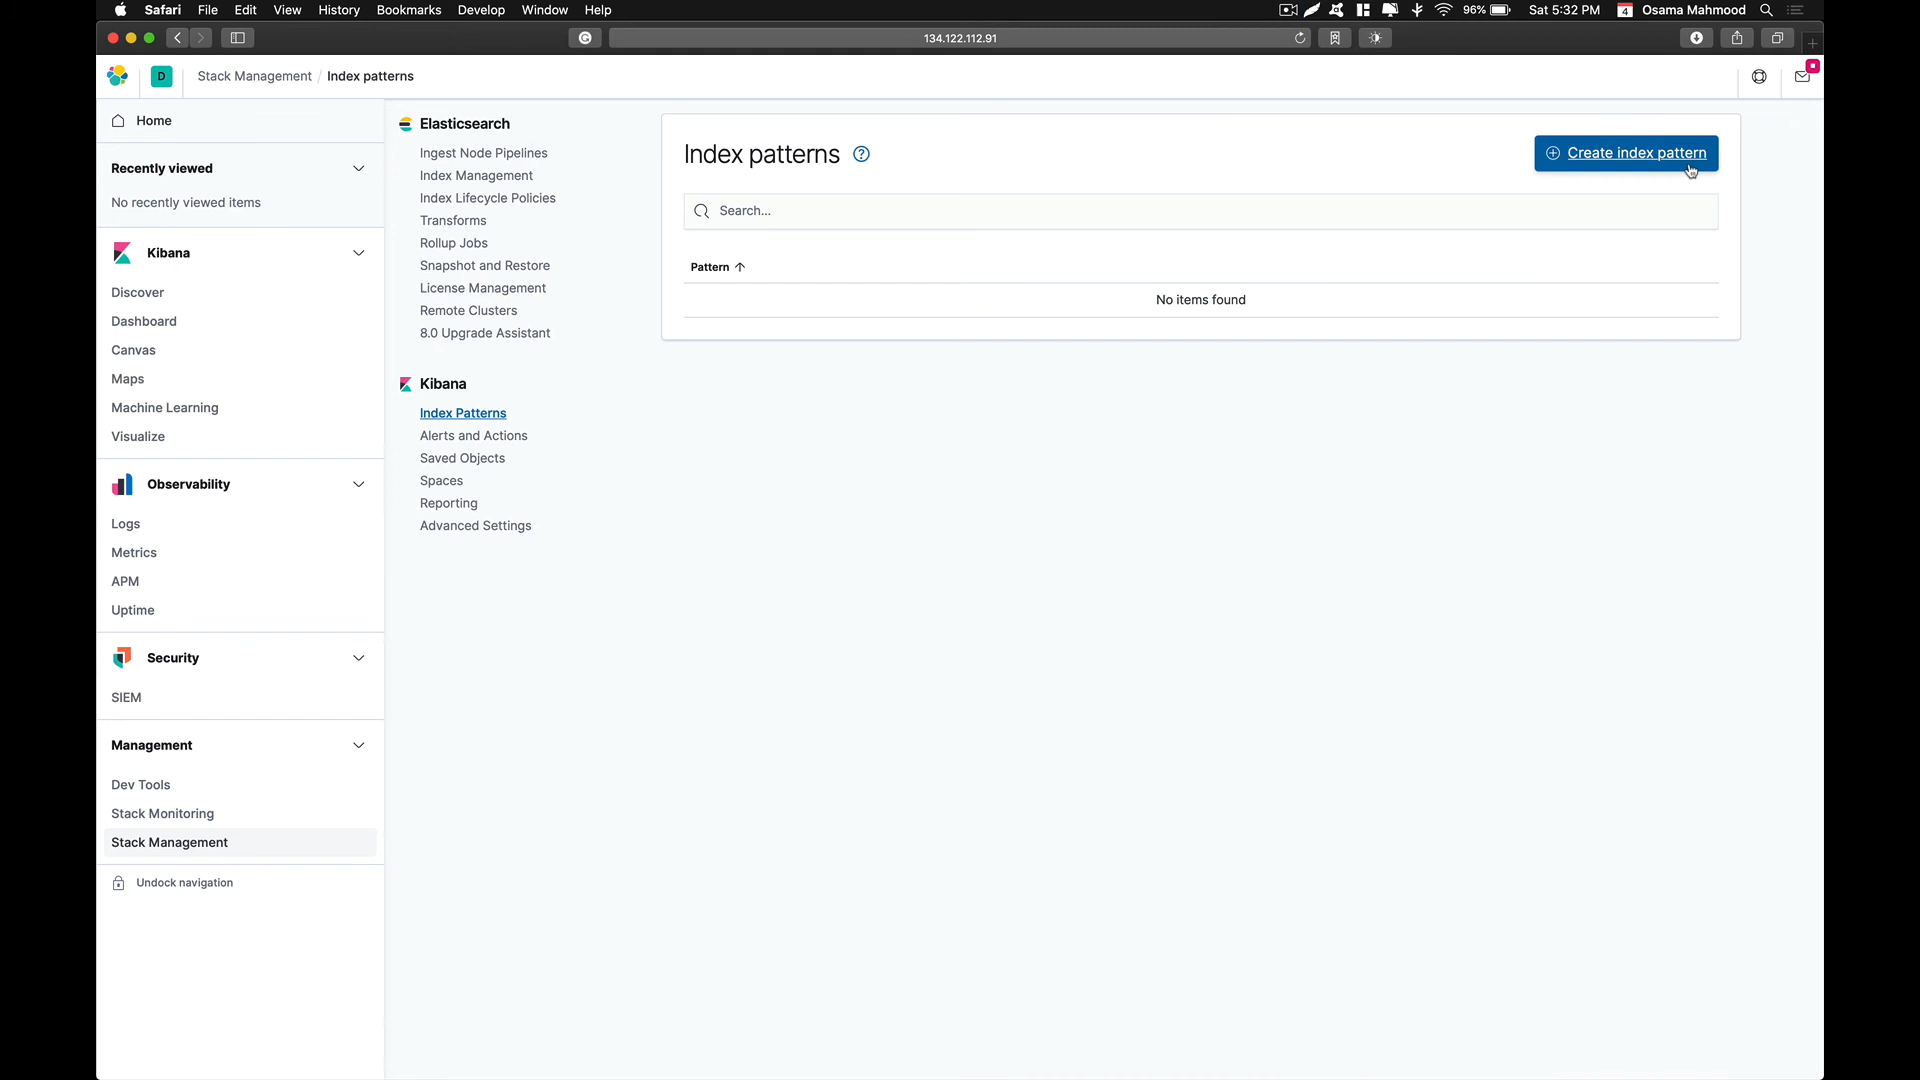 Safari File Edit View History Bookmarks Develop Window Help 96% Sat 5:32 PM 4 Osama Mahmood
134.122.112.91
D Stack Management / Index patterns
Home
Recently viewed
No recently viewed items
Kibana
Discover
Dashboard
Canvas
Maps
Machine Learning
Visualize
Observability
Logs
Metrics
APM
Uptime
Security
SIEM
Management
Dev Tools
Stack Monitoring
Stack Management
Undock navigation
Elasticsearch
Ingest Node Pipelines
Index Management
Index Lifecycle Policies
Transforms
Rollup Jobs
Snapshot and Restore
License Management
Remote Clusters
8.0 Upgrade Assistant
Kibana
Index Patterns
Alerts and Actions
Saved Objects
Spaces
Reporting
Advanced Settings
Index patterns
Create index pattern
Search...
Pattern
No items found